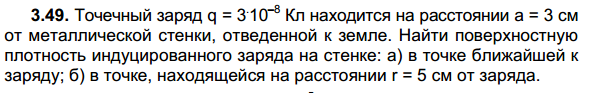 3.49. Точечный заряд q = 3·10⁻⁸ Кл находится на расстоянии a = 3 см
от металлической стенки, отведенной к земле. Найти поверхностную
плотность индуцированного заряда на стенке: а) в точке ближайшей к
заряду; б) в точке, находящейся на расстоянии r = 5 см от заряда.